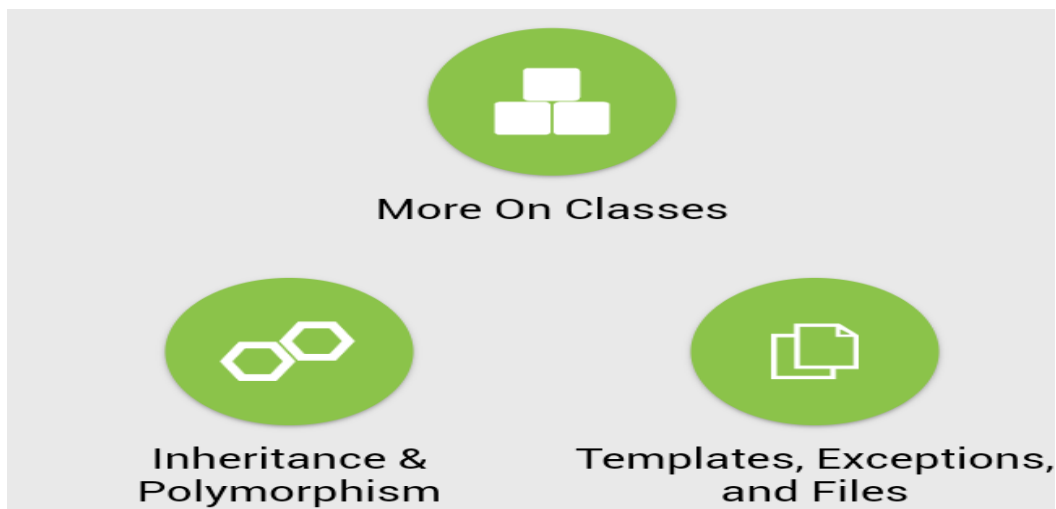 More On Classes
Inheritance &
Polymorphism
Templates, Exceptions,
and Files